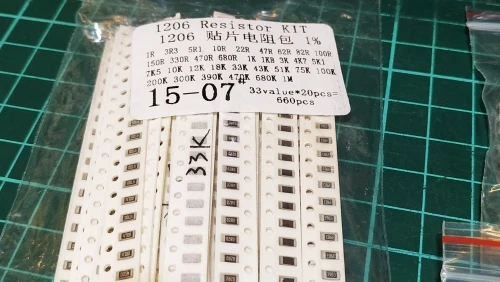 1206 Resistor KIT
1206 贴片电阻包 1%
1R 3R3 5R1 10R 22R 47R 62R 82R 100R
150R 330R 470R 680R 1K 1K8 3K 4K7 5K1
7K5 10K 12K 18K 33K 43K 51K 75K 100K
200K 300K 390K 470K 680K 1M
15-07#
33value*20pcs=
660pcs
33K